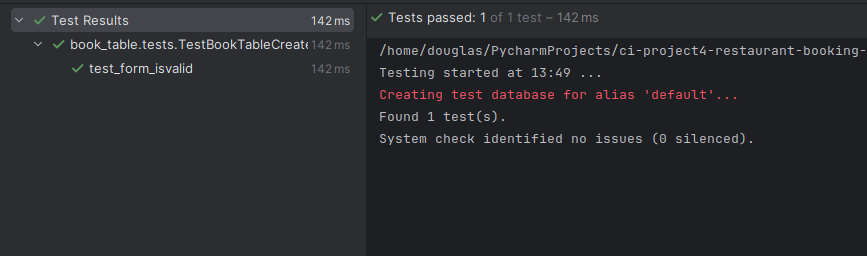 Test Results 142 ms
book_table.tests.TestBookTableCreate 142 ms
test_form_isvalid 142 ms
Tests passed: 1 of 1 test – 142 ms
/home/douglas/PycharmProjects/ci-project4-restaurant-booking-
Testing started at 13:49 ...
Creating test database for alias 'default'...
Found 1 test(s).
System check identified no issues (0 silenced).